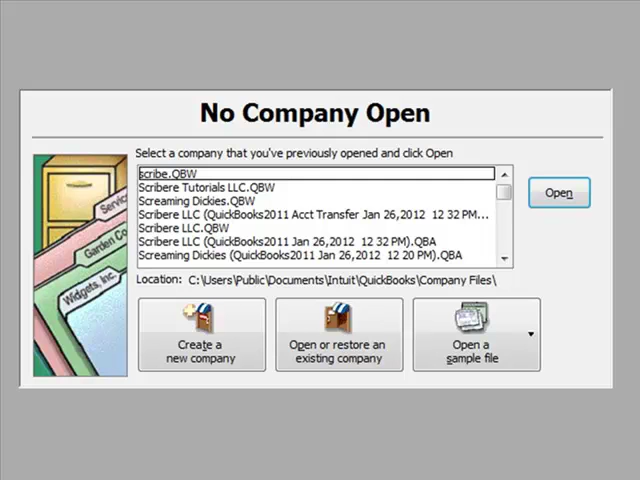 No Company Open
Select a company that you've previously opened and click Open
scribe.QBW
Scribere Tutorials LLC.QBW
Screaming Dickies.QBW
Scribere LLC (QuickBooks2011 Acct Transfer Jan 26,2012 12 32 PM...
Scribere LLC.QBW
Scribere LLC (QuickBooks2011 Jan 26,2012 12 32 PM).QBA
Screaming Dickies (QuickBooks2011 Jan 26,2012 12 20 PM).QBA
Open
Location: C:\Users\Public\Documents\Intuit\QuickBooks\Company Files\
Servic
Garden Co
Widgets, Inc.
Create a
new company
Open or restore an
existing company
Open a
sample file